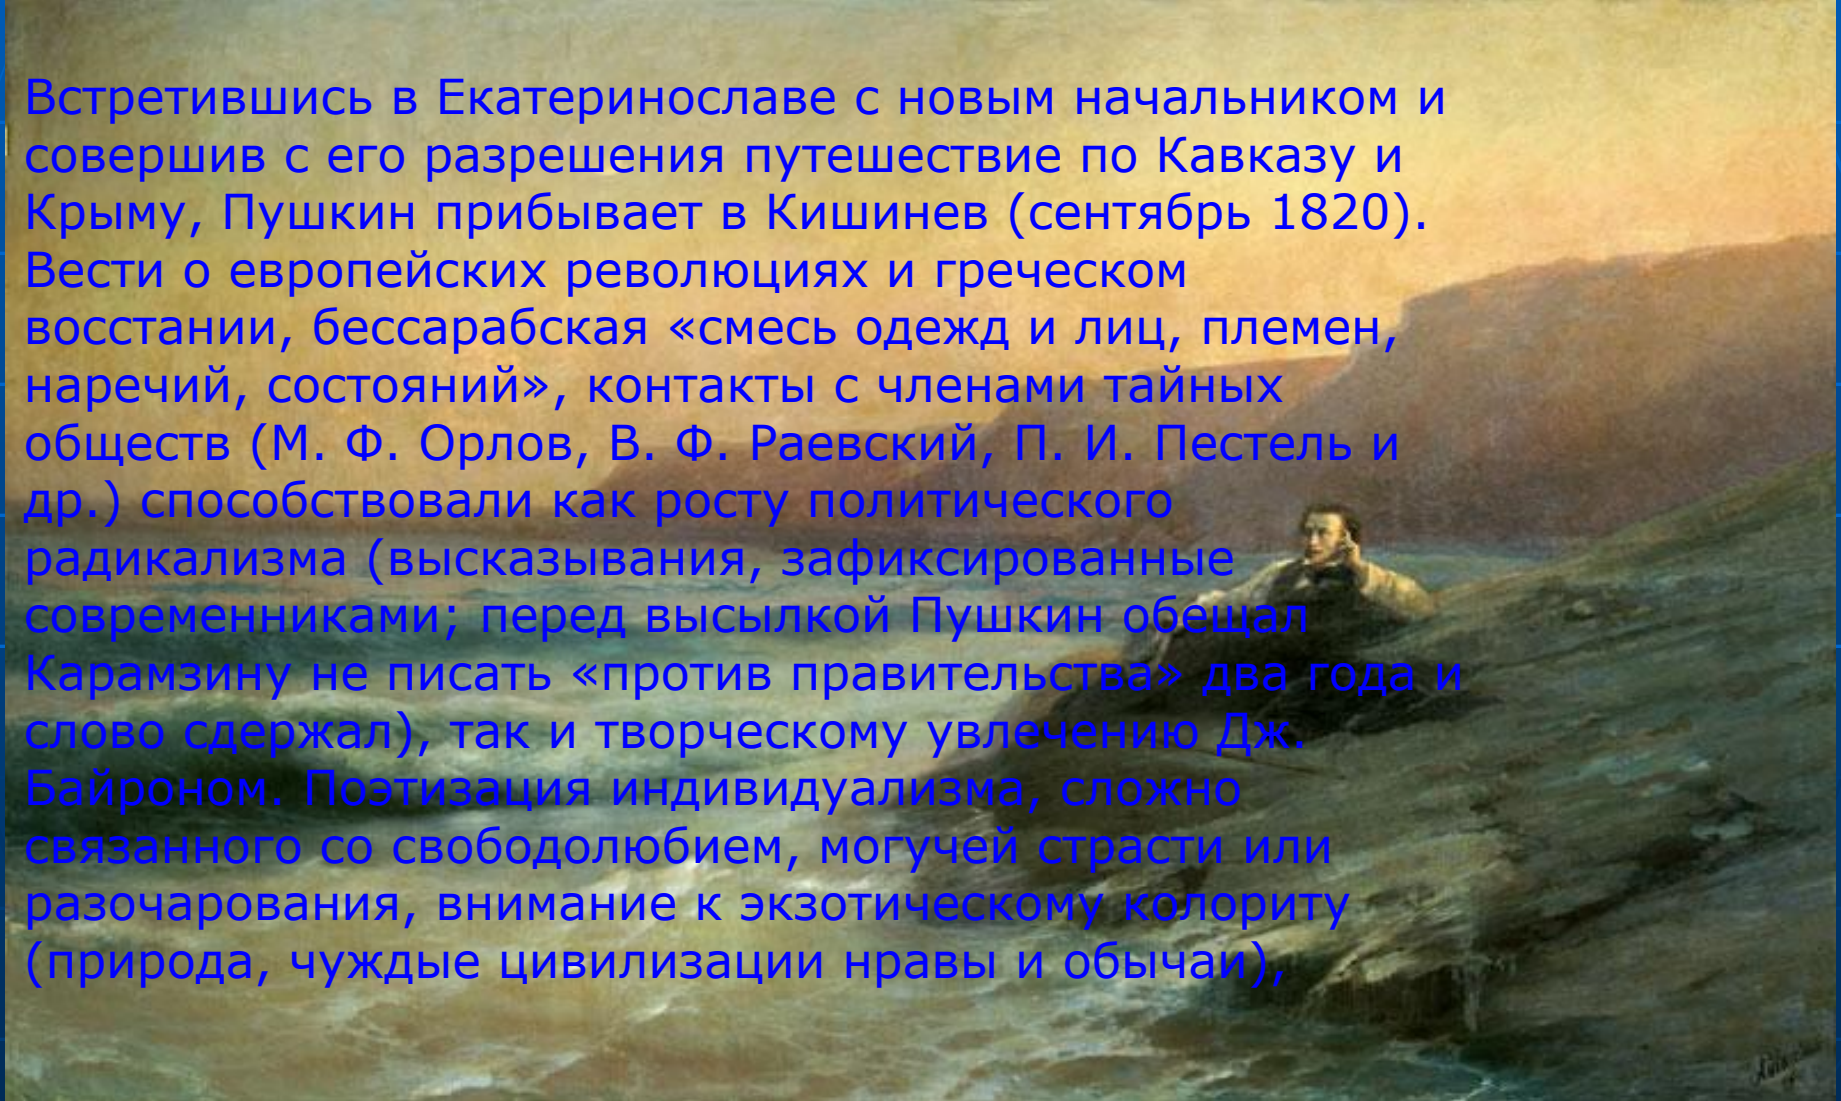 Встретившись в Екатеринославе с новым начальником и
совершив с его разрешения путешествие по Кавказу и
Крыму, Пушкин прибывает в Кишинев (сентябрь 1820).
Вести о европейских революциях и греческом
восстании, бессарабская «смесь одежд и лиц, племен,
наречий, состояний», контакты с членами тайных
обществ (М. Ф. Орлов, В. Ф. Раевский, П. И. Пестель и
др.) способствовали как росту политического
радикализма (высказывания, зафиксированные
современниками; перед высылкой Пушкин обещал
Карамзину не писать «против правительства» два года и
слово сдержал), так и творческому увлечению Дж.
Байроном. Поэтизация индивидуализма, сложно
связанного со свободолюбием, могучей страсти или
разочарования, внимание к экзотическому колориту
(природа, чуждые цивилизации нравы и обычаи),